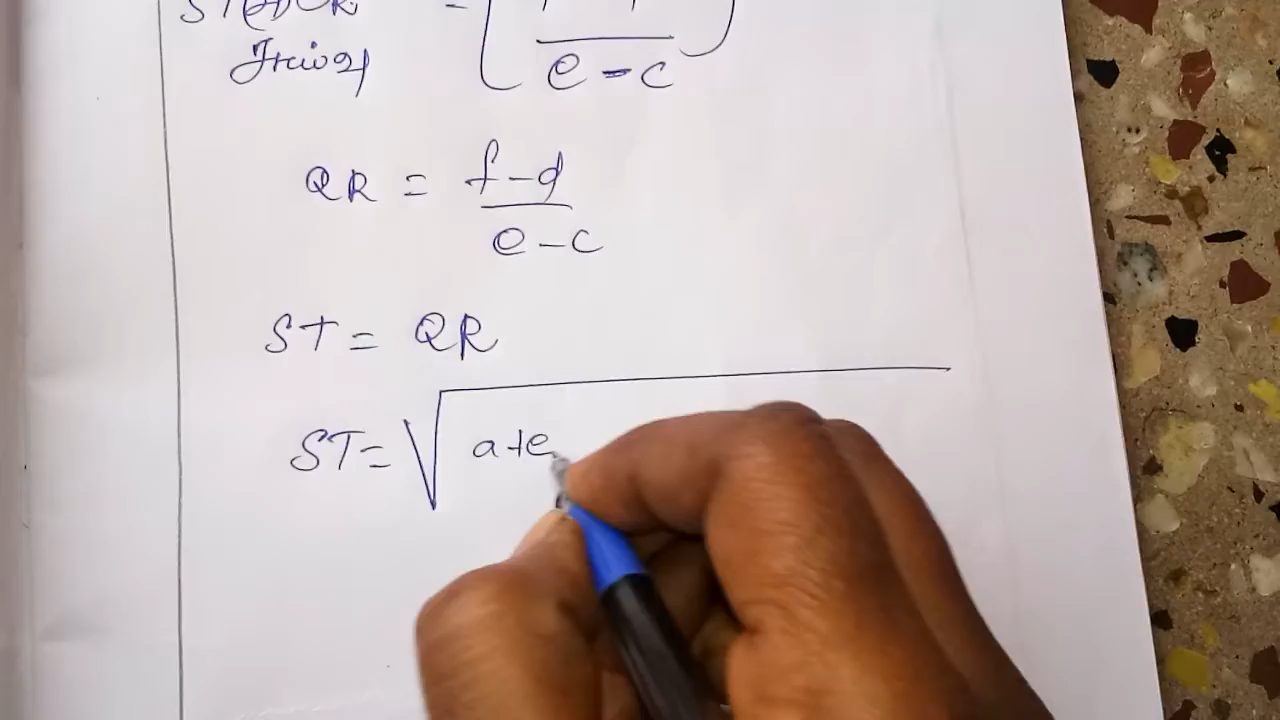 e - c
QR = f - d
e - c
ST = QR
ST = √ a + e